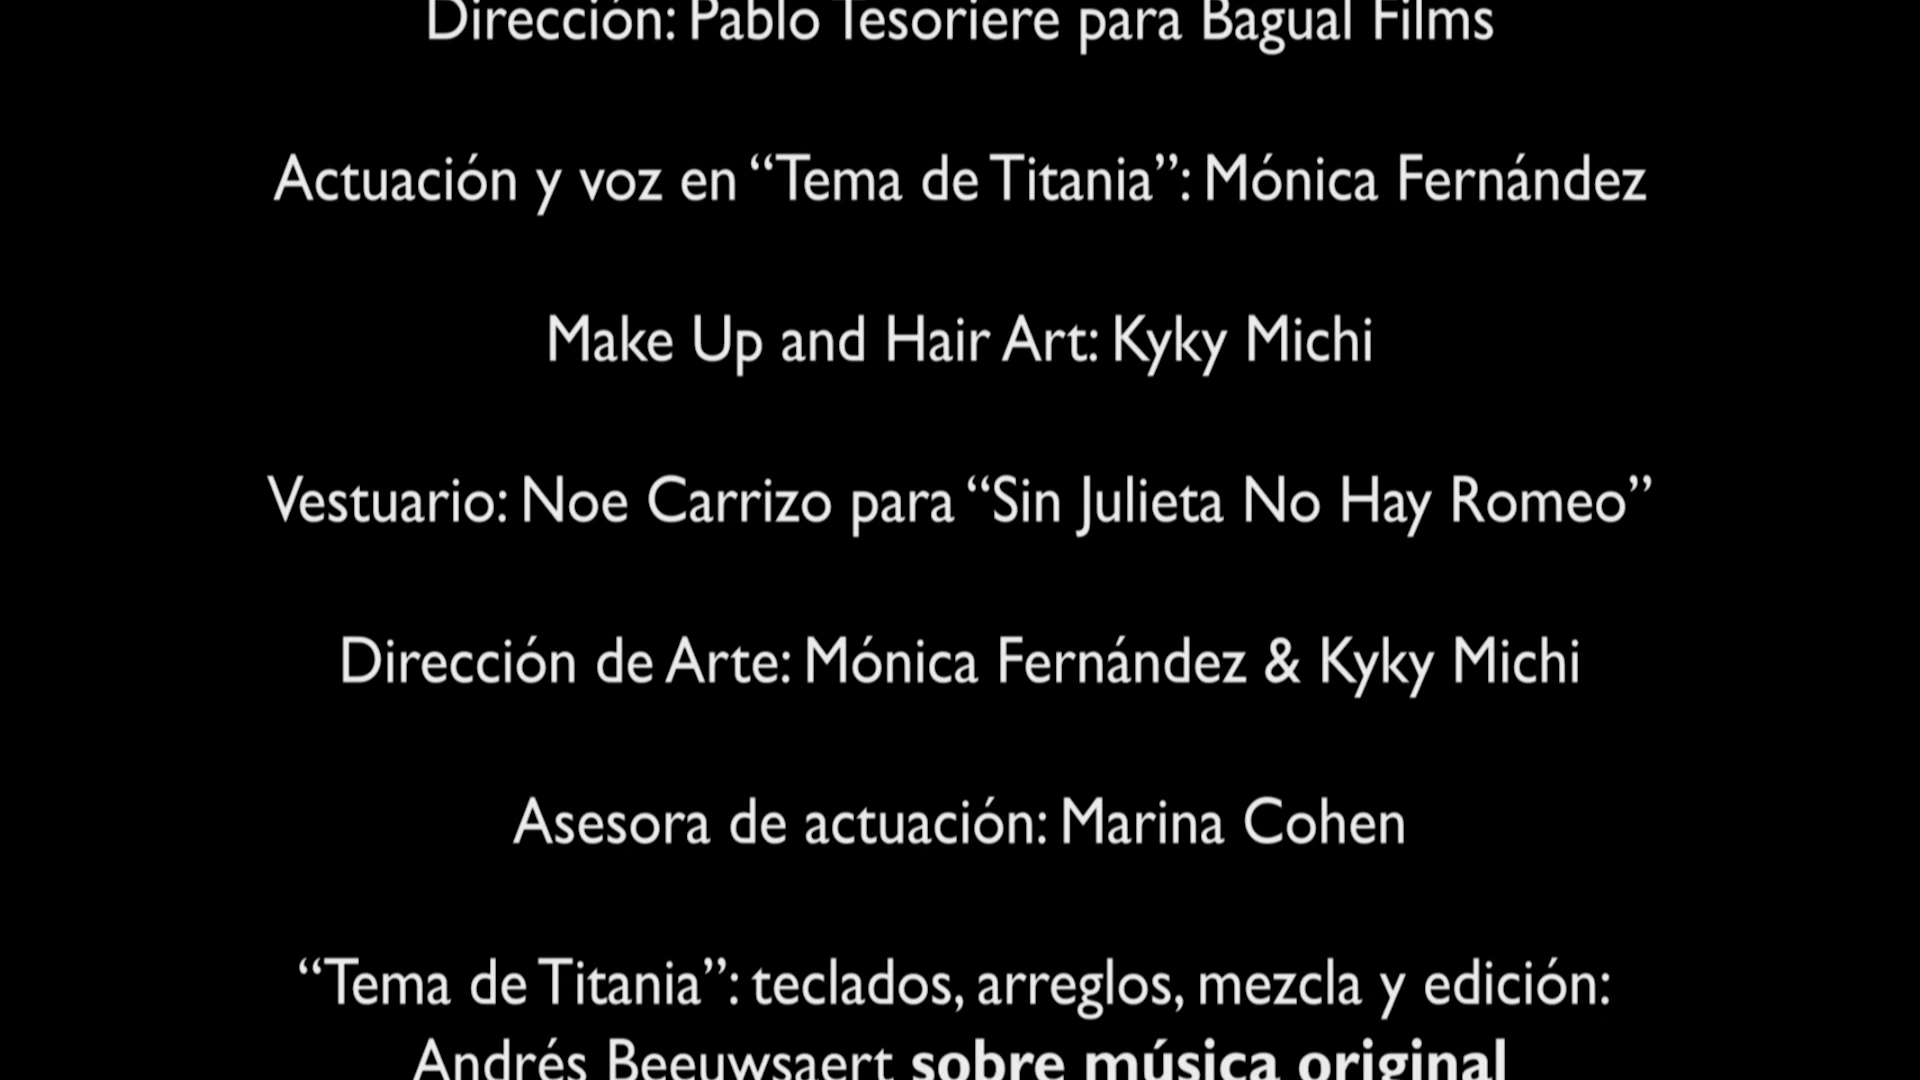 Dirección: Pablo Tesoriere para Bagual Films
Actuación y voz en “Tema de Titania”: Mónica Fernández
Make Up and Hair Art: Kyky Michi
Vestuario: Noe Carrizo para “Sin Julieta No Hay Romeo”
Dirección de Arte: Mónica Fernández & Kyky Michi
Asesora de actuación: Marina Cohen
“Tema de Titania”: teclados, arreglos, mezcla y edición:
Andrés Beeuwsaert sobre música original